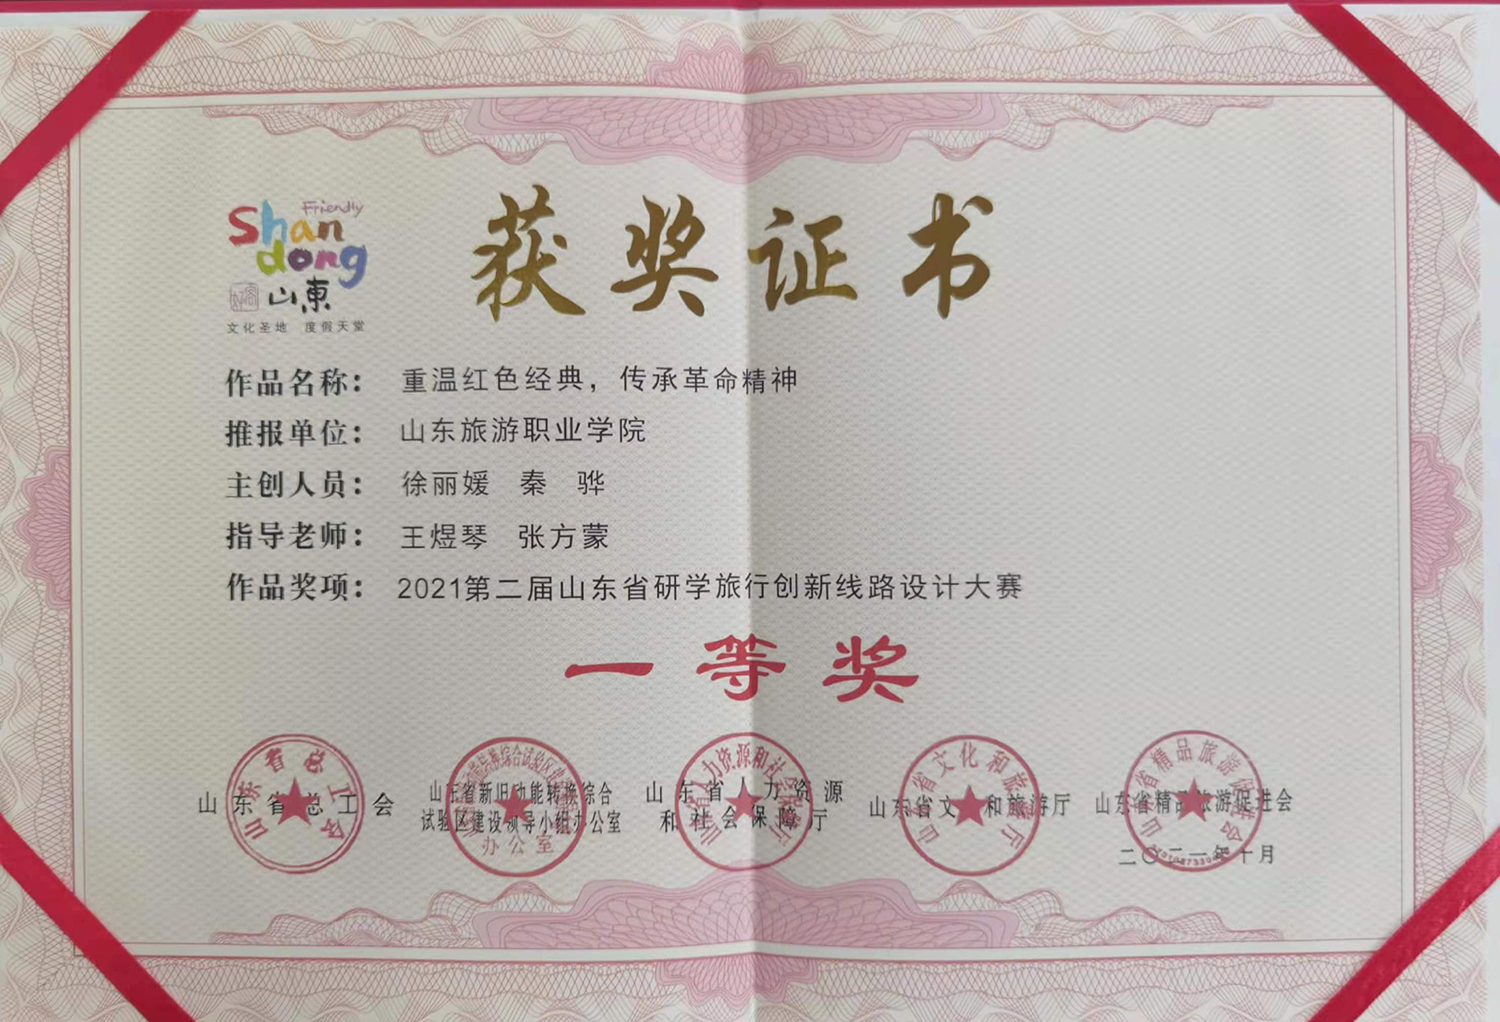 Friendly
Shan
dong
好客
山東
文化圣地 度假天堂
获奖证书
作品名称：重温红色经典，传承革命精神
推报单位：山东旅游职业学院
主创人员：徐丽媛 秦 骅
指导老师：王煜琴 张方蒙
作品奖项：2021第二届山东省研学旅行创新线路设计大赛
一等奖
山东省总工会
山东省新旧动能转换综合
试验区建设领导小组办公室
办公室
山东省人力资源
和社会保障厅
山东省文化和旅游厅
山东省精品旅游促进会
二〇二一年十月